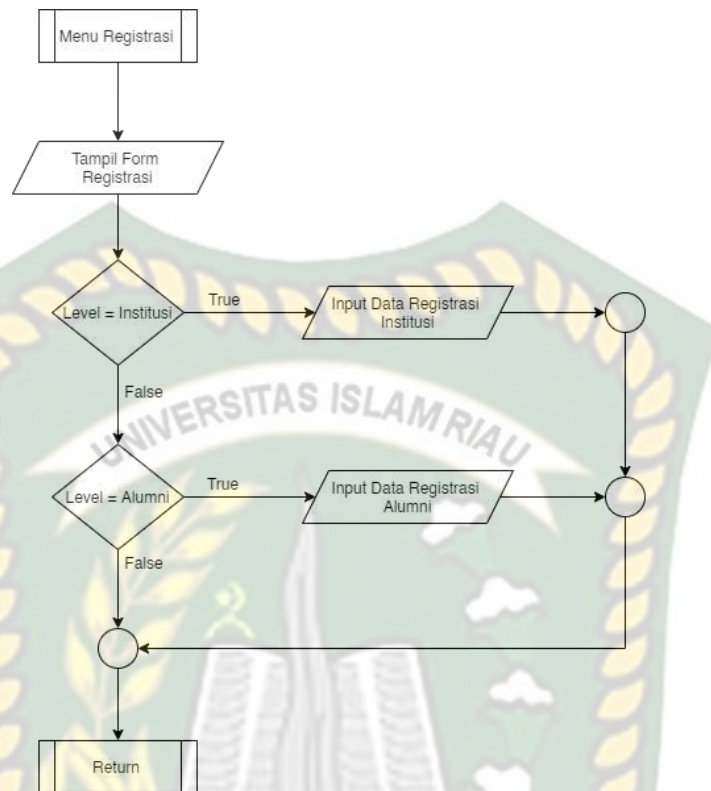 Menu Registrasi
Tampil Form
Registrasi
Level = Institusi
True
Input Data Registrasi
Institusi
False
UNIVERSITAS ISLAM RIAU
Level = Alumni
True
Input Data Registrasi
Alumni
False
Return